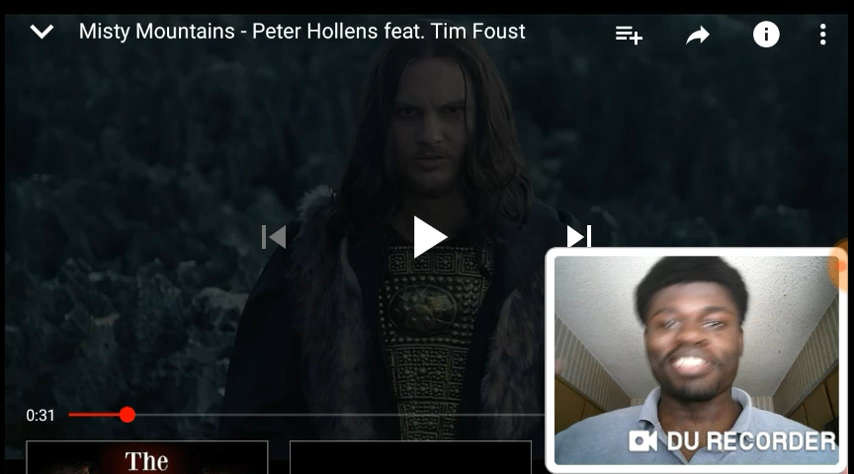 Misty Mountains - Peter Hollens feat. Tim Foust
0:31
The
DU RECORDER